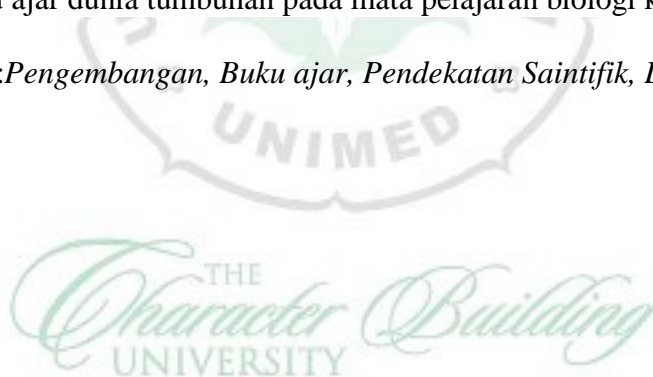 ajar dunia tumbuhan pada mata pelajaran biologi
:Pengembangan, Buku ajar, Pendekatan Saintifik,
UNIMED
THE
Character Building
UNIVERSITY